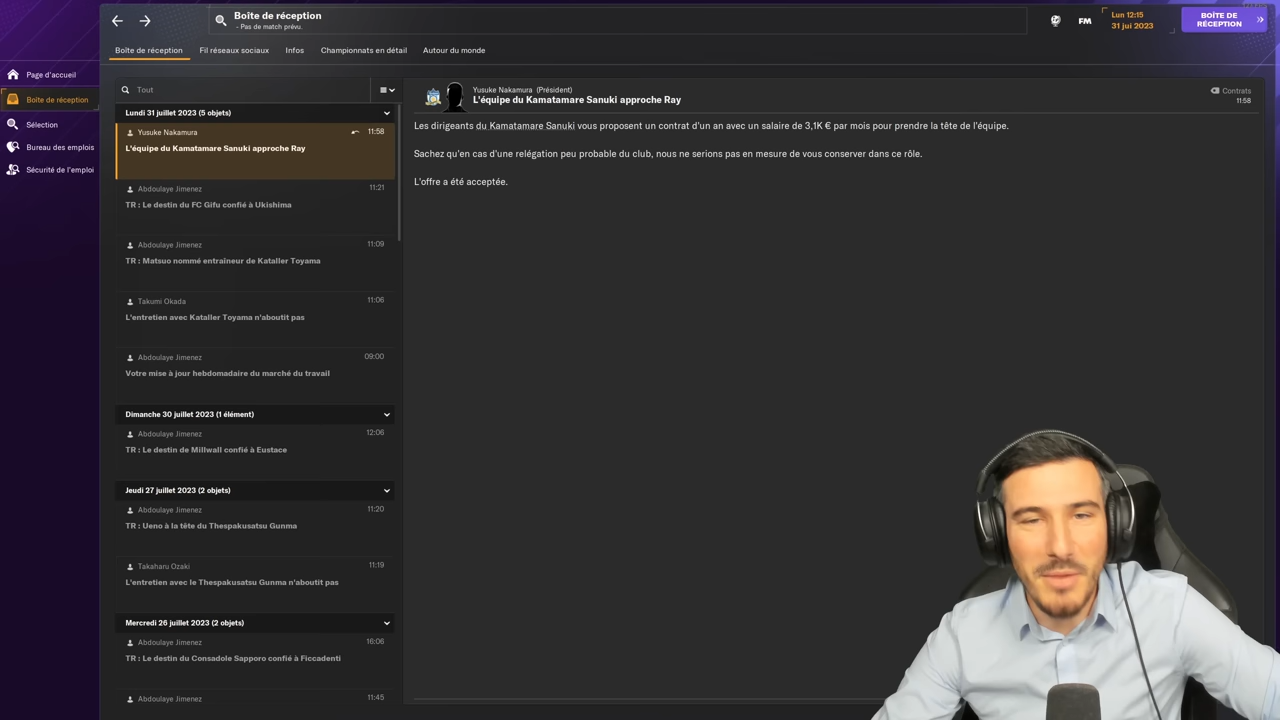 Boîte de réception
- Pas de match prévu.
FM
Lun 12:15
31 jui 2023
BOÎTE DE
RÉCEPTION
Boîte de réception
Fil réseaux sociaux
Infos
Championnats en détail
Autour du monde
Page d'accueil
Boîte de réception
Sélection
Bureau des emplois
Sécurité de l'emploi
Tout
Lundi 31 juillet 2023 (5 objets)
Yusuke Nakamura
11:58
L'équipe du Kamatamare Sanuki approche Ray
Abdoulaye Jimenez
11:21
TR : Le destin du FC Gifu confié à Ukishima
Abdoulaye Jimenez
11:09
TR : Matsuo nommé entraîneur de Kataller Toyama
Takumi Okada
11:06
L'entretien avec Kataller Toyama n'aboutit pas
Abdoulaye Jimenez
09:00
Votre mise à jour hebdomadaire du marché du travail
Dimanche 30 juillet 2023 (1 élément)
Abdoulaye Jimenez
12:06
TR : Le destin de Millwall confié à Eustace
Jeudi 27 juillet 2023 (2 objets)
Abdoulaye Jimenez
11:20
TR : Ueno à la tête du Thespakusatsu Gunma
Takaharu Ozaki
11:19
L'entretien avec le Thespakusatsu Gunma n'aboutit pas
Mercredi 26 juillet 2023 (2 objets)
Abdoulaye Jimenez
16:06
TR : Le destin du Consadole Sapporo confié à Ficcadenti
Abdoulaye Jimenez
11:45
Yusuke Nakamura (Président)
L'équipe du Kamatamare Sanuki approche Ray
Contrats
11:58
Les dirigeants du Kamatamare Sanuki vous proposent un contrat d'un an avec un salaire de 3,1K € par mois pour prendre la tête de l'équipe.
Sachez qu'en cas d'une relégation peu probable du club, nous ne serions pas en mesure de vous conserver dans ce rôle.
L'offre a été acceptée.